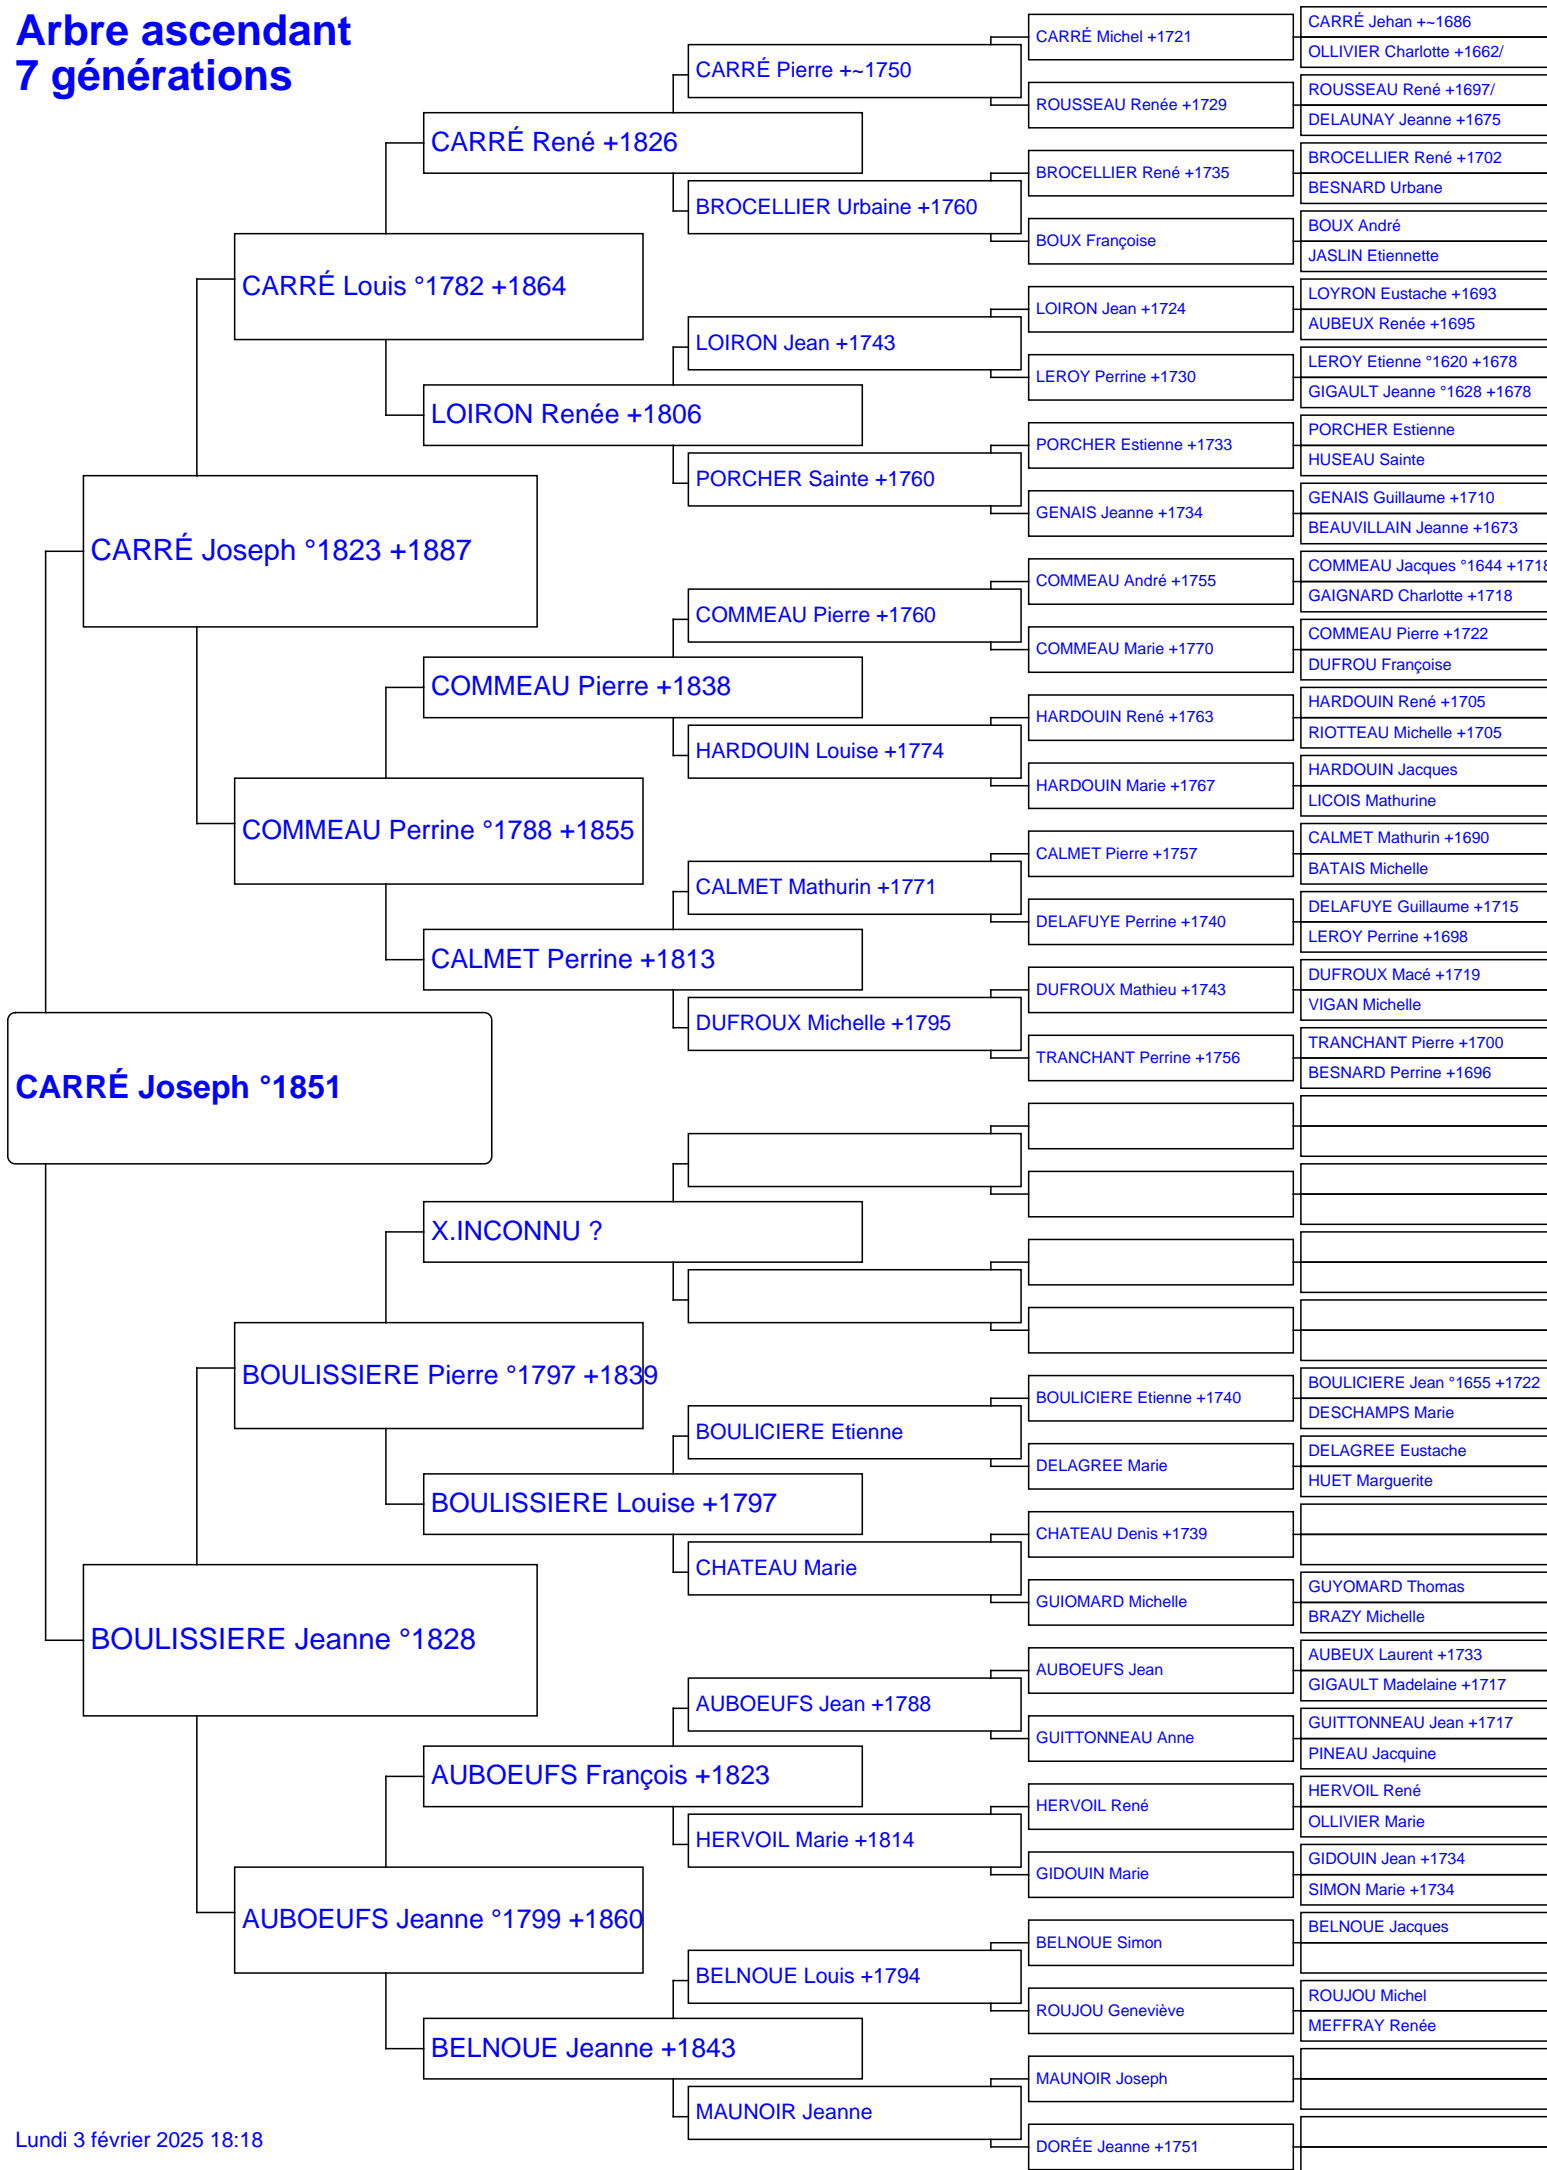 Arbre ascendant
7 générations
CARRÉ Joseph °1851
CARRÉ Joseph °1823 +1887
BOULISSIERE Jeanne °1828
CARRÉ Louis °1782 +1864
COMMEAU Perrine °1788 +1855
BOULISSIERE Pierre °1797 +1839
AUBOEUFS Jeanne °1799 +1860
CARRÉ René +1826
LOIRON Renée +1806
COMMEAU Pierre +1838
CALMET Perrine +1813
X.INCONNU ?
BOULISSIERE Louise +1797
AUBOEUFS François +1823
BELNOUE Jeanne +1843
CARRÉ Pierre +~1750
BROCELLIER Urbaine +1760
LOIRON Jean +1743
PORCHER Sainte +1760
COMMEAU Pierre +1760
HARDOUIN Louise +1774
CALMET Mathurin +1771
DUFROUX Michelle +1795
BOULICIERE Etienne
CHATEAU Marie
AUBOEUFS Jean +1788
HERVOIL Marie +1814
BELNOUE Louis +1794
MAUNOIR Jeanne
CARRÉ Michel +1721
ROUSSEAU Renée +1729
BROCELLIER René +1735
BOUX Françoise
LOIRON Jean +1724
LEROY Perrine +1730
PORCHER Estienne +1733
GENAIS Jeanne +1734
COMMEAU André +1755
COMMEAU Marie +1770
HARDOUIN René +1763
HARDOUIN Marie +1767
CALMET Pierre +1757
DELAFUYE Perrine +1740
DUFROUX Mathieu +1743
TRANCHANT Perrine +1756
BOULICIERE Etienne +1740
DELAGREE Marie
CHATEAU Denis +1739
GUIOMARD Michelle
AUBOEUFS Jean
GUITTONNEAU Anne
HERVOIL René
GIDOUIN Marie
BELNOUE Simon
ROUJOU Geneviève
MAUNOIR Joseph
DORÉE Jeanne +1751
CARRÉ Jehan +~1686
OLLIVIER Charlotte +1662/
ROUSSEAU René +1697/
DELAUNAY Jeanne +1675
BROCELLIER René +1702
BESNARD Urbane
BOUX André
JASLIN Etiennette
LOYRON Eustache +1693
AUBEUX Renée +1695
LEROY Etienne °1620 +1678
GIGAULT Jeanne °1628 +1678
PORCHER Estienne
HUSEAU Sainte
GENAIS Guillaume +1710
BEAUVILLAIN Jeanne +1673
COMMEAU Jacques °1644 +1718
GAIGNARD Charlotte +1718
COMMEAU Pierre +1722
DUFROU Françoise
HARDOUIN René +1705
RIOTTEAU Michelle +1705
HARDOUIN Jacques
LICOIS Mathurine
CALMET Mathurin +1690
BATAIS Michelle
DELAFUYE Guillaume +1715
LEROY Perrine +1698
DUFROUX Macé +1719
VIGAN Michelle
TRANCHANT Pierre +1700
BESNARD Perrine +1696
BOULICIERE Jean °1655 +1722
DESCHAMPS Marie
DELAGREE Eustache
HUET Marguerite
GUYOMARD Thomas
BRAZY Michelle
AUBEUX Laurent +1733
GIGAULT Madelaine +1717
GUITTONNEAU Jean +1717
PINEAU Jacquine
HERVOIL René
OLLIVIER Marie
GIDOUIN Jean +1734
SIMON Marie +1734
BELNOUE Jacques
ROUJOU Michel
MEFFRAY Renée
Lundi 3 février 2025 18:18